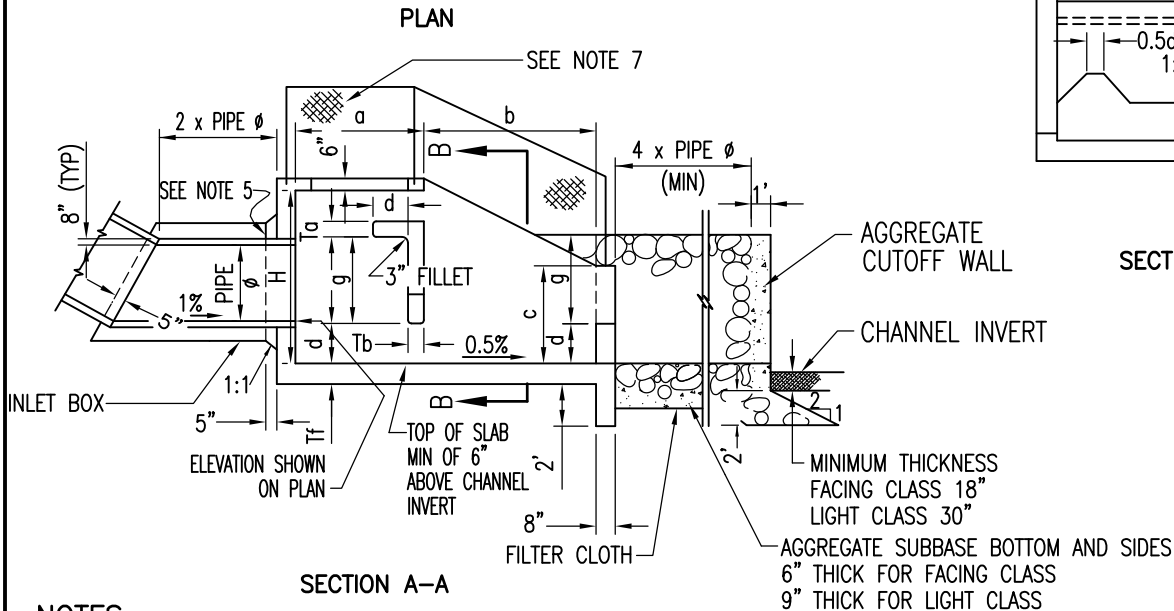 PLAN
SEE NOTE 7
0.5
2 x PIPE ø
a
b
8" (TYP)
6"
B
4 x PIPE ø
(MIN)
1'
SEE NOTE 5
d
Ta
AGGREGATE
CUTOFF WALL
SECT
H
PIPE
ø
g
3" FILLET
c
g
1%
5"
CHANNEL INVERT
d
Tb
0.5%
d
1:1
INLET BOX
B
2
1
5"
Tf
TOP OF SLAB
MIN OF 6"
ABOVE CHANNEL
INVERT
2'
2'
ELEVATION SHOWN
ON PLAN
MINIMUM THICKNESS
FACING CLASS 18"
LIGHT CLASS 30"
8"
FILTER CLOTH
AGGREGATE SUBBASE BOTTOM AND SIDES
6" THICK FOR FACING CLASS
9" THICK FOR LIGHT CLASS
SECTION A-A
NOTES